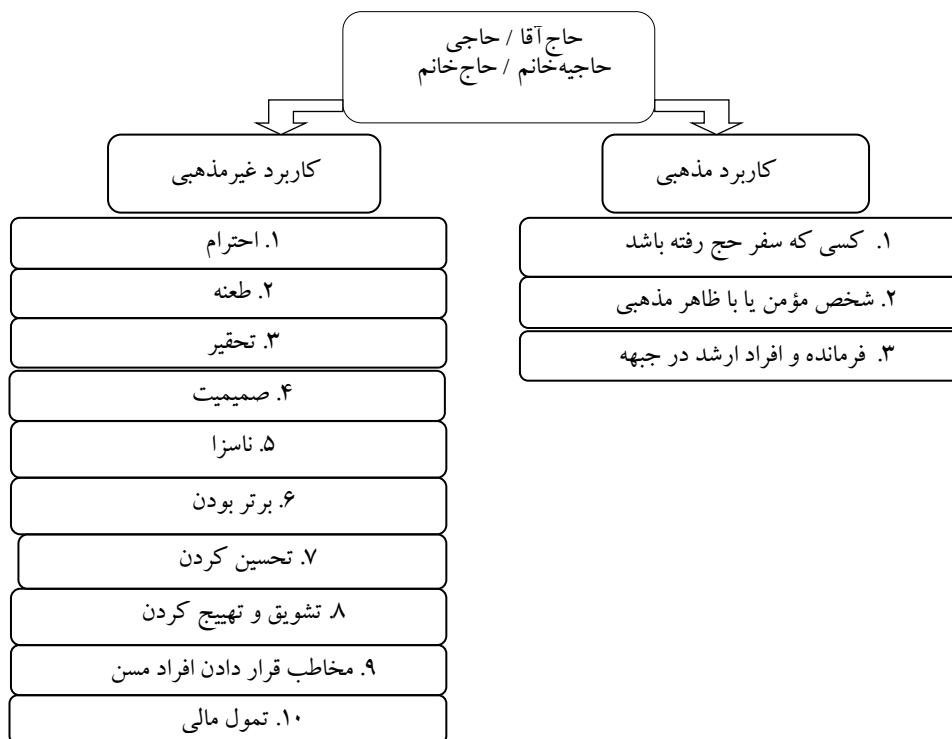 حاج‌آقا / حاجی
حاجیه‌خانم / حاج‌خانم
کاربرد مذهبی
۱. کسی که سفر حج رفته باشد
۲. شخص مؤمن یا با ظاهر مذهبی
۳. فرمانده و افراد ارشد در جبهه
کاربرد غیرمذهبی
۱. احترام
۲. طعنه
۳. تحقیر
۴. صمیمیت
۵. ناسزا
۶. برتر بودن
۷. تحسین کردن
۸. تشویق و تهییج کردن
۹. مخاطب قرار دادن افراد مسن
۱۰. تمول مالی